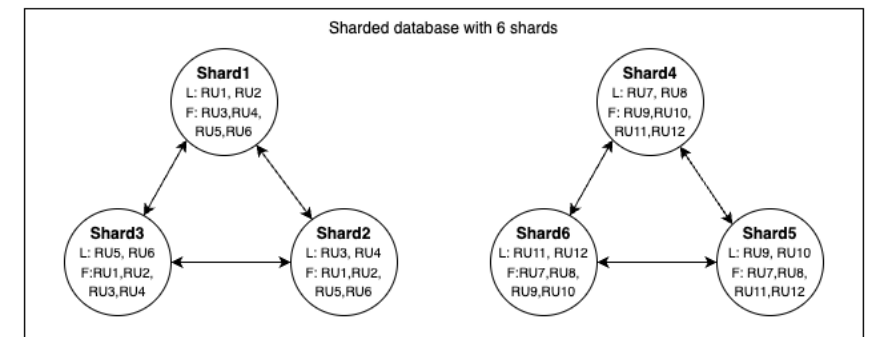 Sharded database with 6 shards
Shard1
L: RU1, RU2
F: RU3,RU4,
RU5,RU6
Shard4
L: RU7, RU8
F: RU9,RU10,
RU11,RU12
Shard3
L: RU5, RU6
F:RU1,RU2,
RU3,RU4
Shard2
L: RU3, RU4
F: RU1,RU2,
RU5,RU6
Shard6
L: RU11, RU12
F:RU7,RU8,
RU9,RU10
Shard5
L: RU9, RU10
F: RU7,RU8,
RU11,RU12